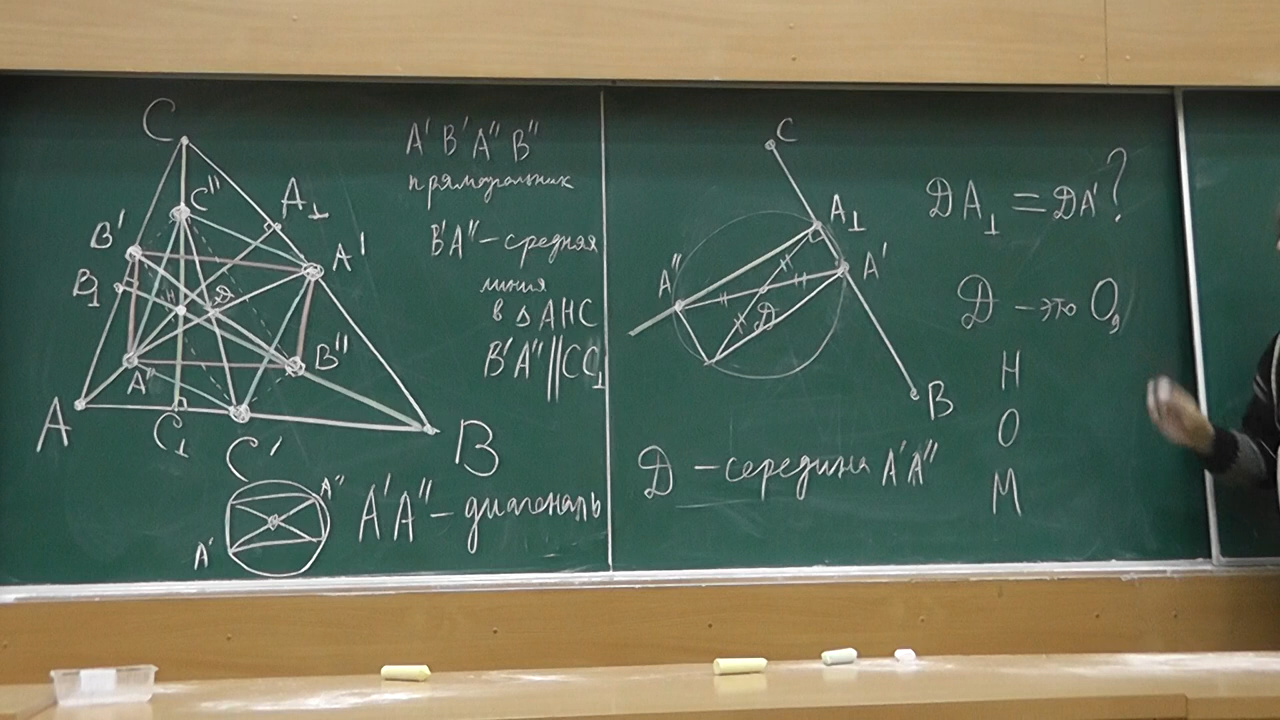 C
C''
A₁
B'
A'
B₁
H
D
A''
B''
A
C₁
C'
B
A'
A''
A'B'A''B''
прямоугольник
B'A'' – средняя
линия
в △AHC
B'A'' || CC₁
A'A'' – диагональ
C
A₁
A''
A'
D
B
D – середина A'A''
DA₁ = DA'?
D – это O₉
H
O
M